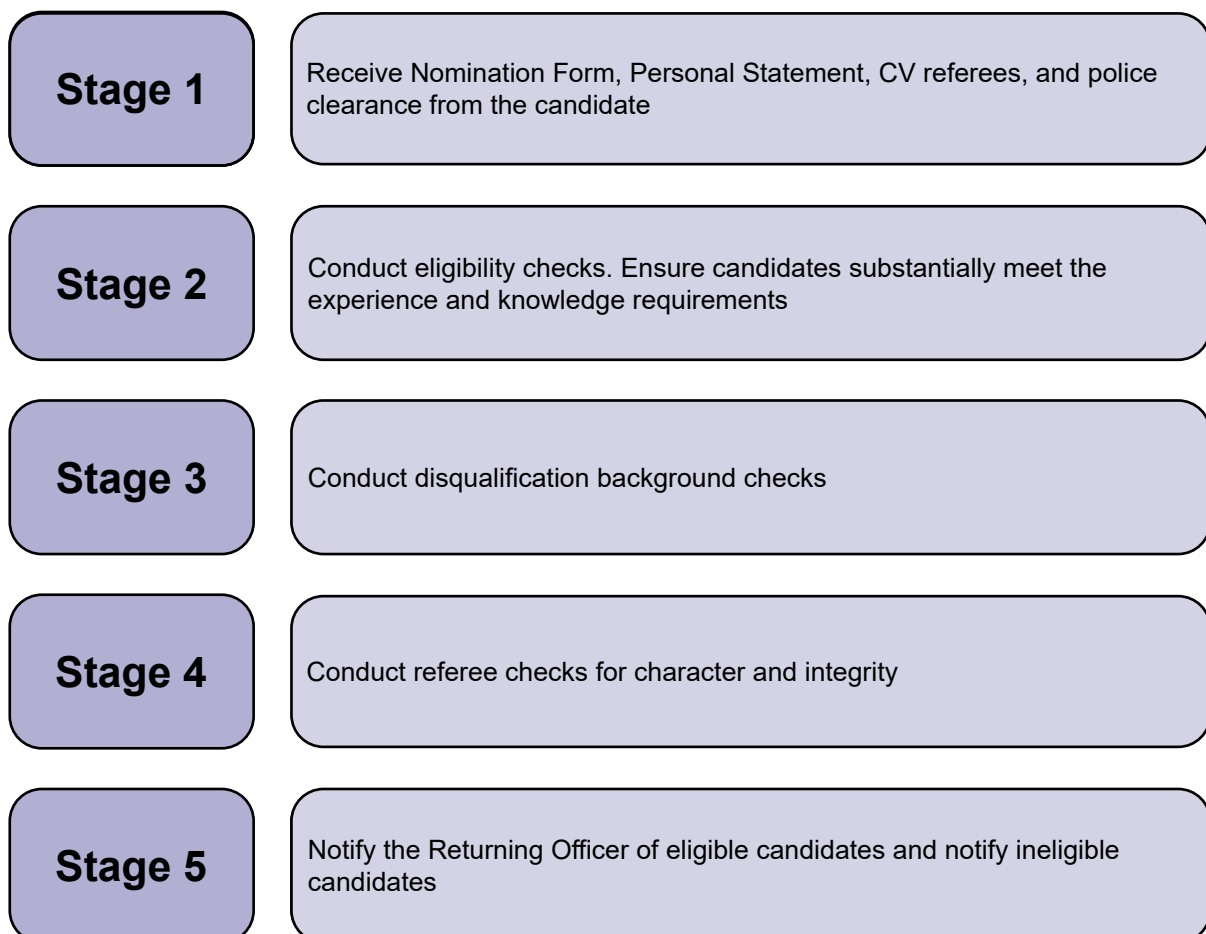 Stage 1
Receive Nomination Form, Personal Statement, CV referees, and police
clearance from the candidate
Stage 2
Conduct eligibility checks. Ensure candidates substantially meet the
experience and knowledge requirements
Stage 3
Conduct disqualification background checks
Stage 4
Conduct referee checks for character and integrity
Stage 5
Notify the Returning Officer of eligible candidates and notify ineligible
candidates